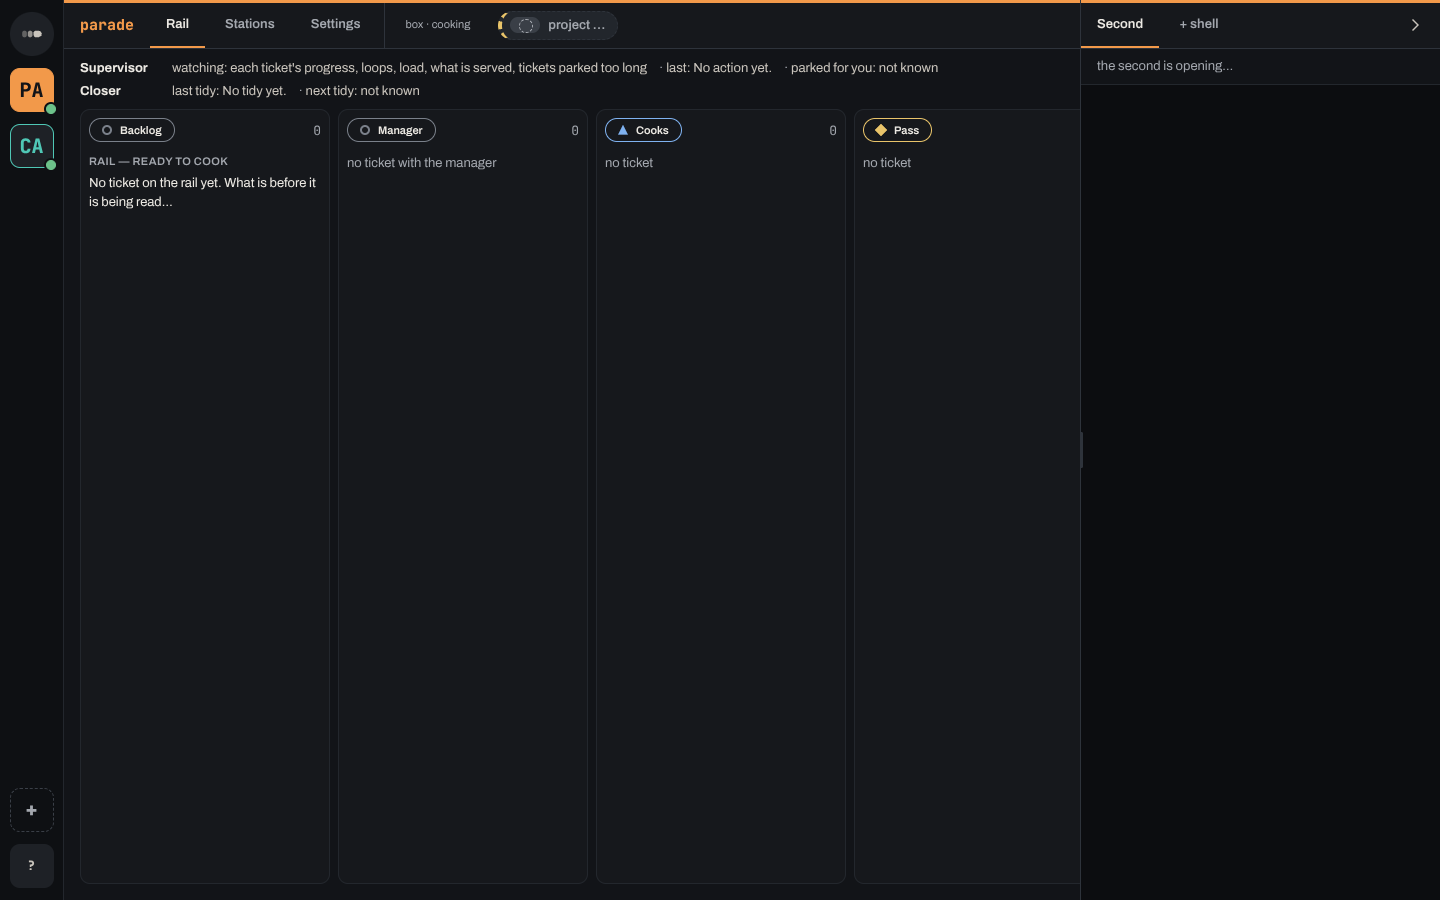 PA
CA
+
?
parade
Rail
Stations
Settings
box · cooking
project ...
Second
+ shell
the second is opening...
Supervisor watching: each ticket's progress, loops, load, what is served, tickets parked too long · last: No action yet. · parked for you: not known
Closer last tidy: No tidy yet. · next tidy: not known
Backlog 0
RAIL — READY TO COOK
No ticket on the rail yet. What is before it
is being read...
Manager 0
no ticket with the manager
Cooks 0
no ticket
Pass
no ticket